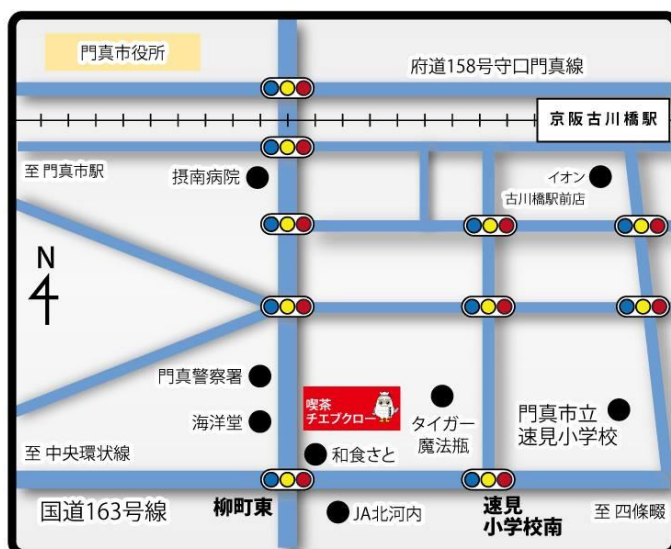 門真市役所
府道158号守口門真線
京阪古川橋駅
至 門真市駅
摂南病院
イオン
古川橋駅前店
N
門真警察署
喫茶
チエブクロー
海洋堂
タイガー
魔法瓶
門真市立
速見小学校
至 中央環状線
和食さと
国道163号線
柳町東
JA北河内
速見
小学校南
至 四條畷